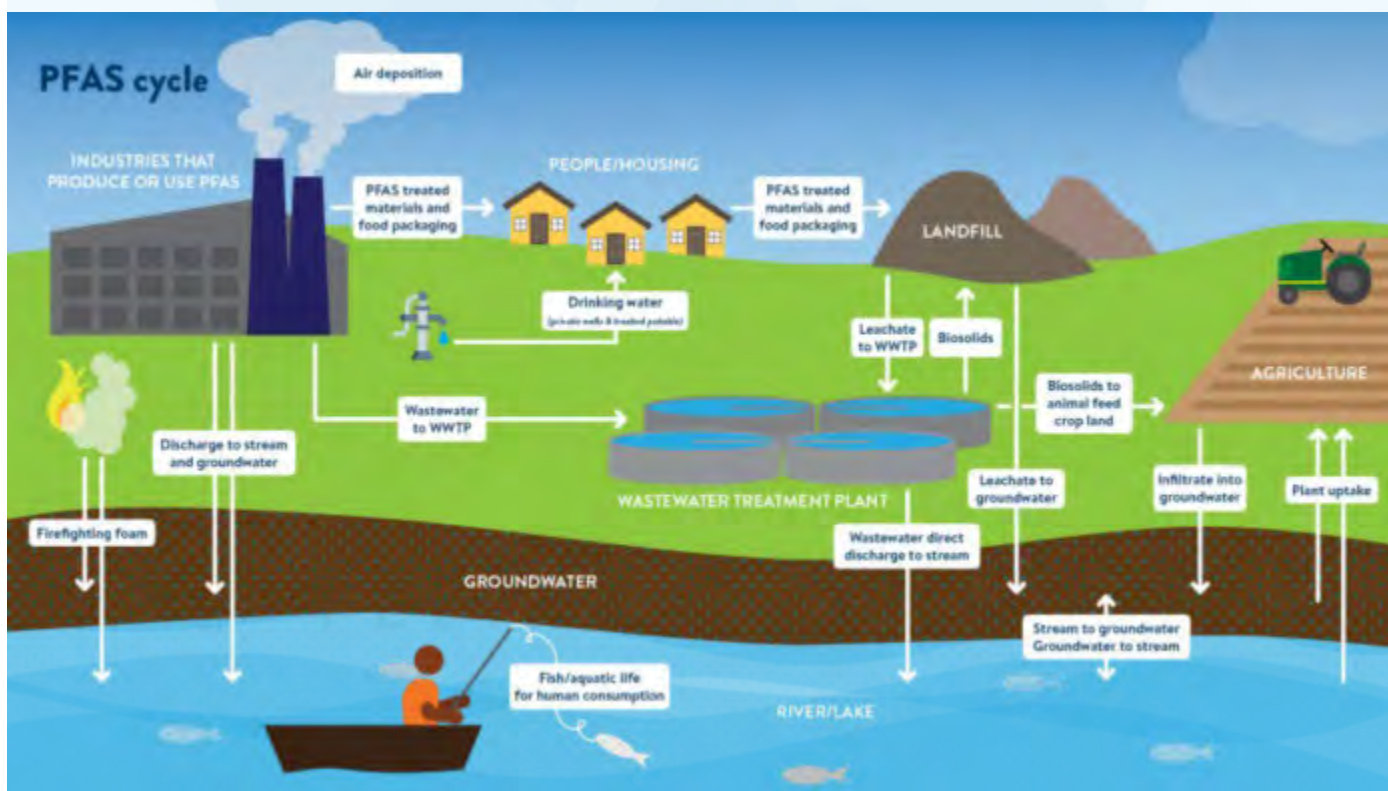 PFAS cycle
Air deposition
INDUSTRIES THAT
PRODUCE OR USE PFAS
PFAS treated
materials and
food packaging
PEOPLE/HOUSING
PFAS treated
materials and
food packaging
LANDFILL
Drinking water
(private wells & treated potable)
Leachate
to WWTP
Biosolids
AGRICULTURE
Wastewater
to WWTP
Biosolids to
animal feed
crop land
Discharge to stream
and groundwater
WASTEWATER TREATMENT PLANT
Leachate to
groundwater
Infiltrate into
groundwater
Plant uptake
Firefighting foam
Wastewater direct
discharge to stream
GROUNDWATER
Stream to groundwater
Groundwater to stream
Fish/aquatic life
for human consumption
RIVER/LAKE